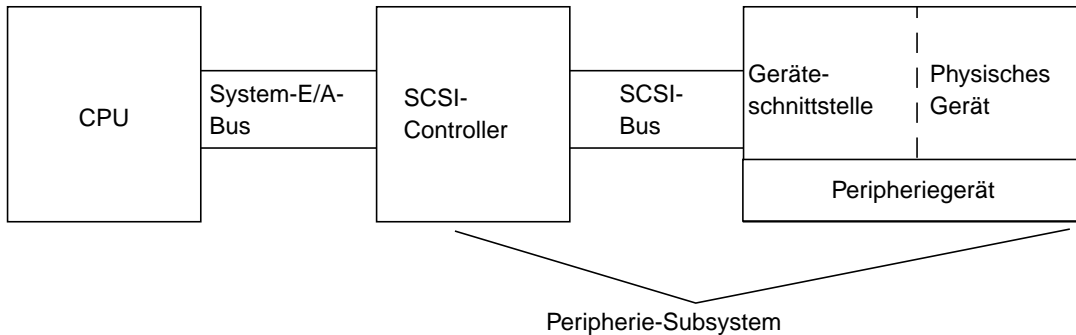 CPU
System-E/A-
Bus
SCSI-
Controller
SCSI-
Bus
Geräte-
schnittstelle
Physisches
Gerät
Peripheriegerät
Peripherie-Subsystem